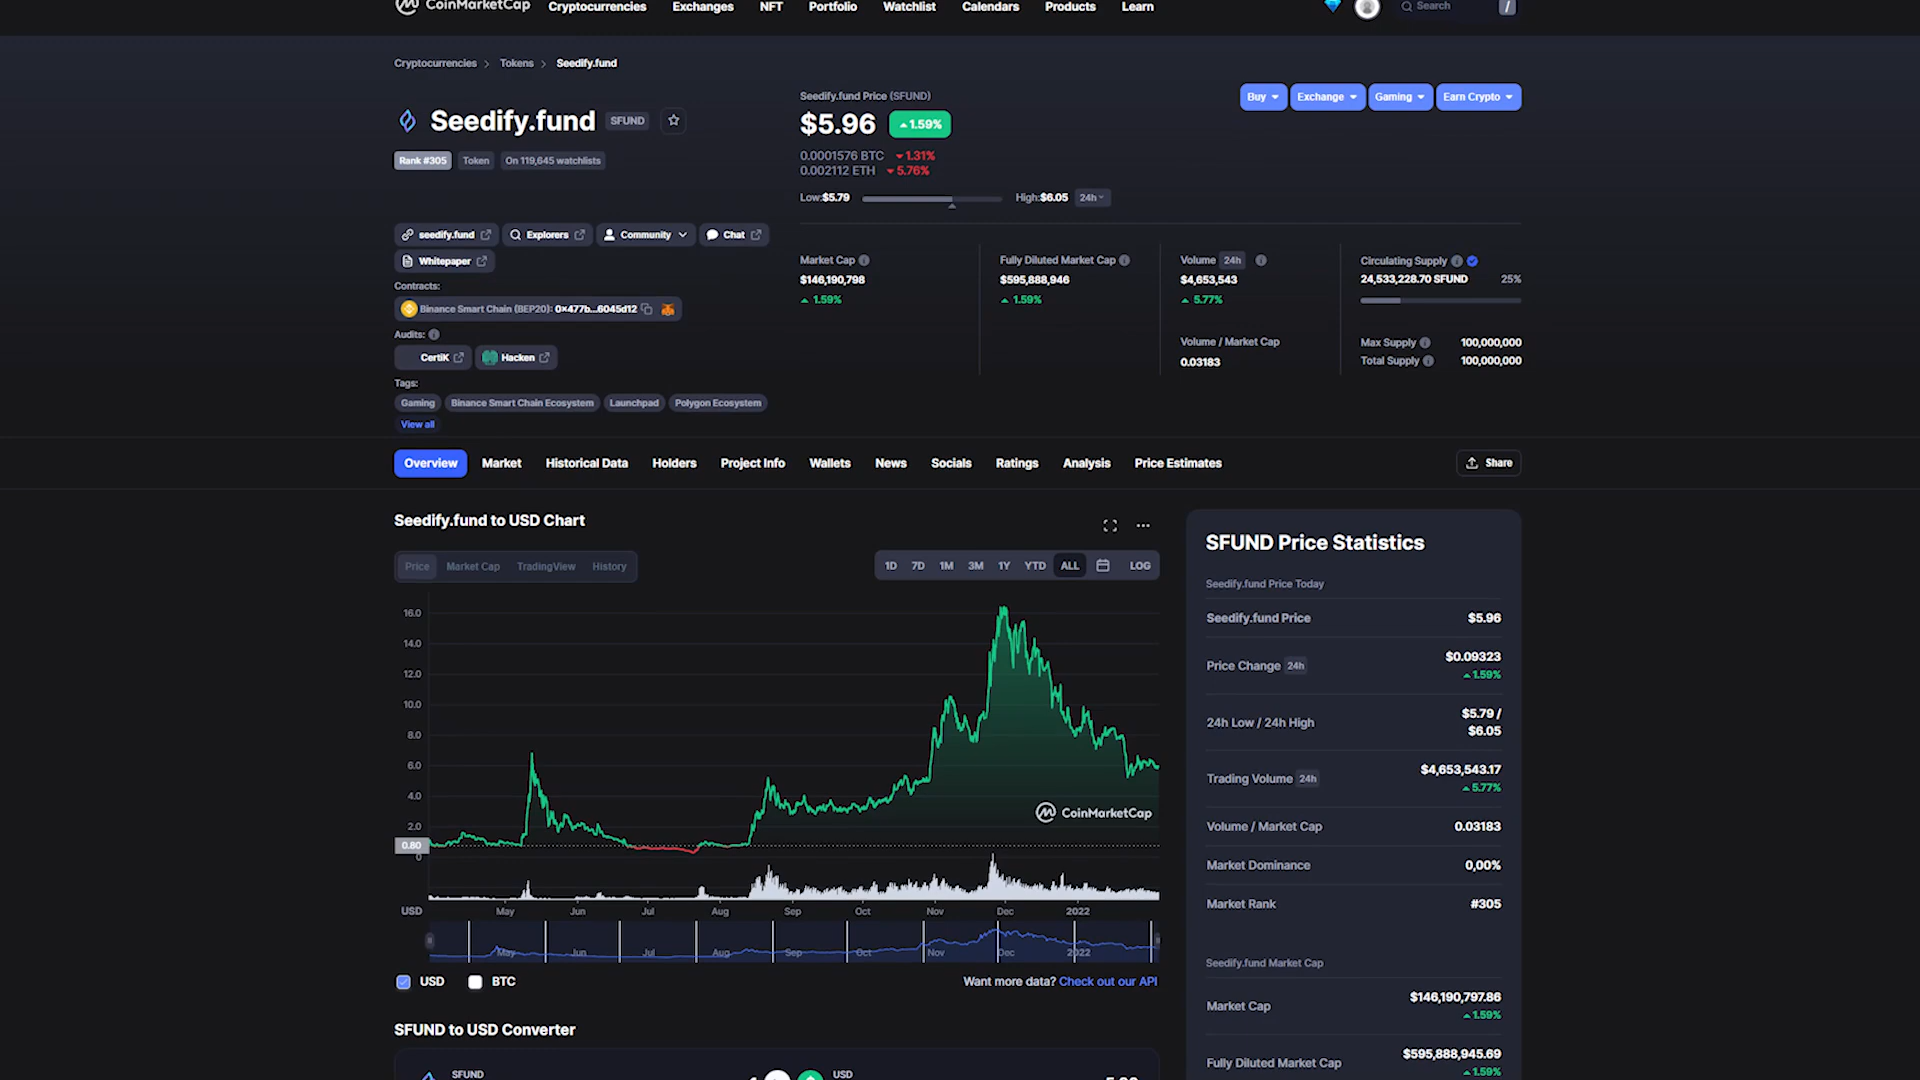 CoinMarketCap
Cryptocurrencies Exchanges NFT Portfolio Watchlist Calendars Products Learn
Search /
Cryptocurrencies > Tokens > Seedify.fund
Seedify.fund SFUND
Rank #305 Token On 119,645 watchlists
Seedify.fund Price (SFUND)
$5.96 1.59%
0.0001576 BTC 1.31%
0.002112 ETH 5.76%
Low:$5.79 High:$6.05 24h
Buy Exchange Gaming Earn Crypto
seedify.fund Explorers Community Chat
Whitepaper
Contracts:
Binance Smart Chain (BEP20): 0x477b...6045d12
Audits:
CertiK Hacken
Tags:
Gaming Binance Smart Chain Ecosystem Launchpad Polygon Ecosystem
View all
Market Cap
$146,190,798
1.59%
Fully Diluted Market Cap
$595,888,946
1.59%
Volume 24h
$4,653,543
5.77%
Volume / Market Cap
0.03183
Circulating Supply
24,533,228.70 SFUND 25%
Max Supply 100,000,000
Total Supply 100,000,000
Overview Market Historical Data Holders Project Info Wallets News Socials Ratings Analysis Price Estimates
Share
Seedify.fund to USD Chart
Price Market Cap TradingView History
1D 7D 1M 3M 1Y YTD ALL LOG
16.0
14.0
12.0
10.0
8.0
6.0
4.0
2.0
0.80
0
CoinMarketCap
USD May Jun Jul Aug Sep Oct Nov Dec 2022
May Jun Jul Aug Sep Oct Nov Dec 2022
USD BTC
Want more data? Check out our API
SFUND to USD Converter
SFUND
USD
SFUND Price Statistics
Seedify.fund Price Today
Seedify.fund Price $5.96
Price Change 24h $0.09323
1.59%
24h Low / 24h High $5.79 /
$6.05
Trading Volume 24h $4,653,543.17
5.77%
Volume / Market Cap 0.03183
Market Dominance 0,00%
Market Rank #305
Seedify.fund Market Cap
Market Cap $146,190,797.86
1.59%
Fully Diluted Market Cap $595,888,945.69
1.59%